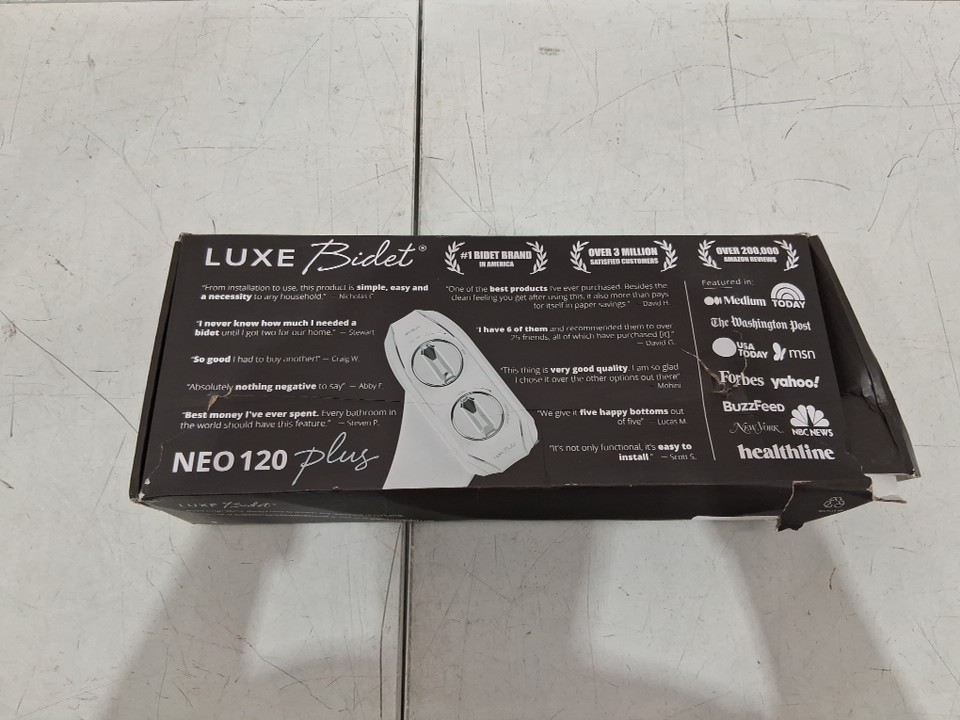 LUXE Bidet®
#1 BIDET BRAND
IN AMERICA
OVER 3 MILLION
SATISFIED CUSTOMERS
OVER 200,000
AMAZON REVIEWS
"From installation to use, this product is simple, easy and
a necessity to any household." Nicholas C.
"I never knew how much I needed a
bidet until I got two for our home." — Stewart
"So good I had to buy another!" — Craig W.
"Absolutely nothing negative to say" — Abby F.
"Best money I've ever spent. Every bathroom in
the world should have this feature." — Steven P.
NEO 120 plus
"One of the best products I've ever purchased. Besides the
clean feeling you get after using this, it also more than pays
for itself in paper savings." David H.
"I have 6 of them and recommended them to over
25 friends, all of which have purchased [it]."
— David G.
"This thing is very good quality. I am so glad
I chose it over the other options out there"
Mohini
"We give it five happy bottoms out
of five" Lucas M.
"It's not only functional, it's easy to
install." — Scott S.
Featured in:
Medium TODAY
The Washington Post
USA TODAY msn
Forbes yahoo!
BuzzFeed
New York NBC NEWS
healthline
LUXE Bidet